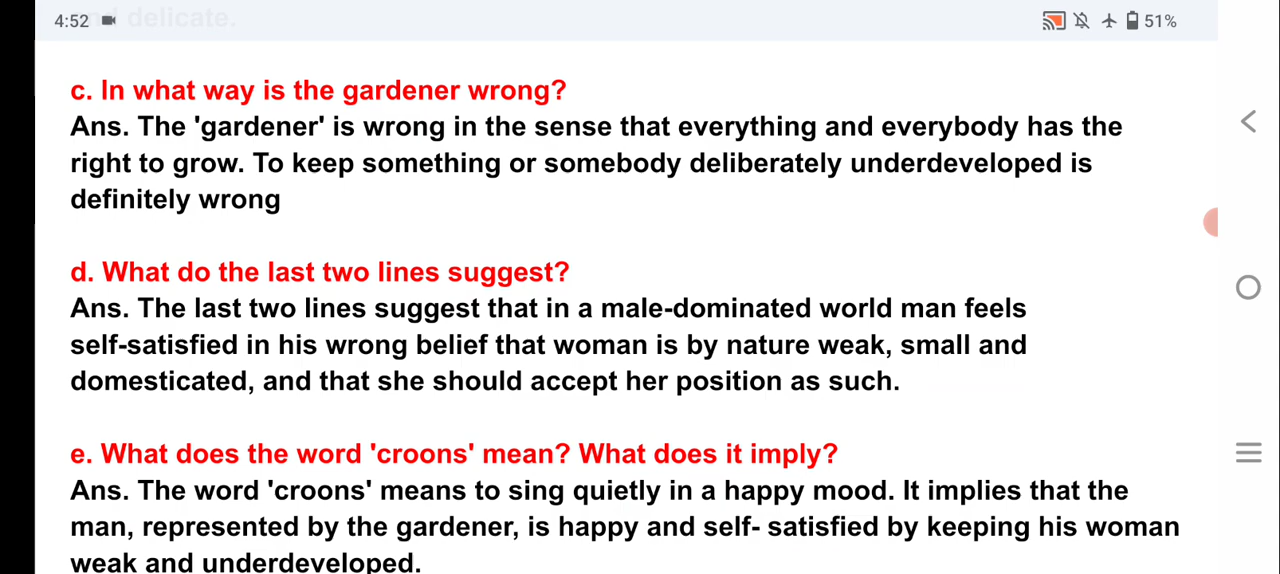 and delicate.
4:52
51%
c. In what way is the gardener wrong?
Ans. The 'gardener' is wrong in the sense that everything and everybody has the
right to grow. To keep something or somebody deliberately underdeveloped is
definitely wrong
d. What do the last two lines suggest?
Ans. The last two lines suggest that in a male-dominated world man feels
self-satisfied in his wrong belief that woman is by nature weak, small and
domesticated, and that she should accept her position as such.
e. What does the word 'croons' mean? What does it imply?
Ans. The word 'croons' means to sing quietly in a happy mood. It implies that the
man, represented by the gardener, is happy and self- satisfied by keeping his woman
weak and underdeveloped.